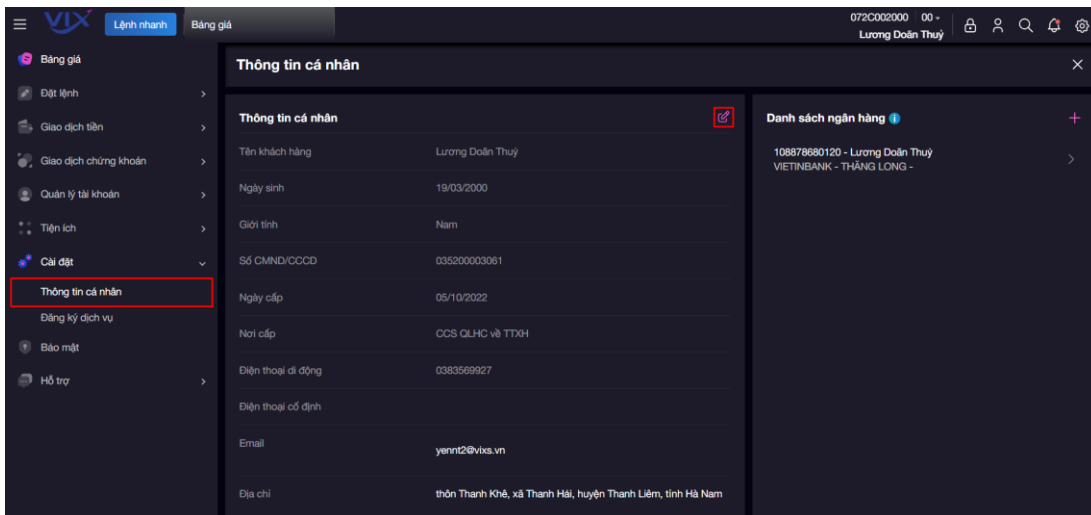 VIX
Lệnh nhanh
Bảng giá
072C002000 00
Lương Doãn Thuỷ
Bảng giá
Đặt lệnh
Giao dịch tiền
Giao dịch chứng khoán
Quản lý tài khoản
Tiện ích
Cài đặt
Thông tin cá nhân
Đăng ký dịch vụ
Bảo mật
Hỗ trợ
Thông tin cá nhân
Thông tin cá nhân
Tên khách hàng Lương Doãn Thuỷ
Ngày sinh 19/03/2000
Giới tính Nam
Số CMND/CCCD 035200003061
Ngày cấp 05/10/2022
Nơi cấp CCS QLHC về TTXH
Điện thoại di động 0383569927
Điện thoại cố định
Email yennt2@vixs.vn
Địa chỉ thôn Thanh Khê, xã Thanh Hải, huyện Thanh Liêm, tỉnh Hà Nam
Danh sách ngân hàng
108878680120 - Lương Doãn Thuỷ
VIETINBANK - THĂNG LONG -